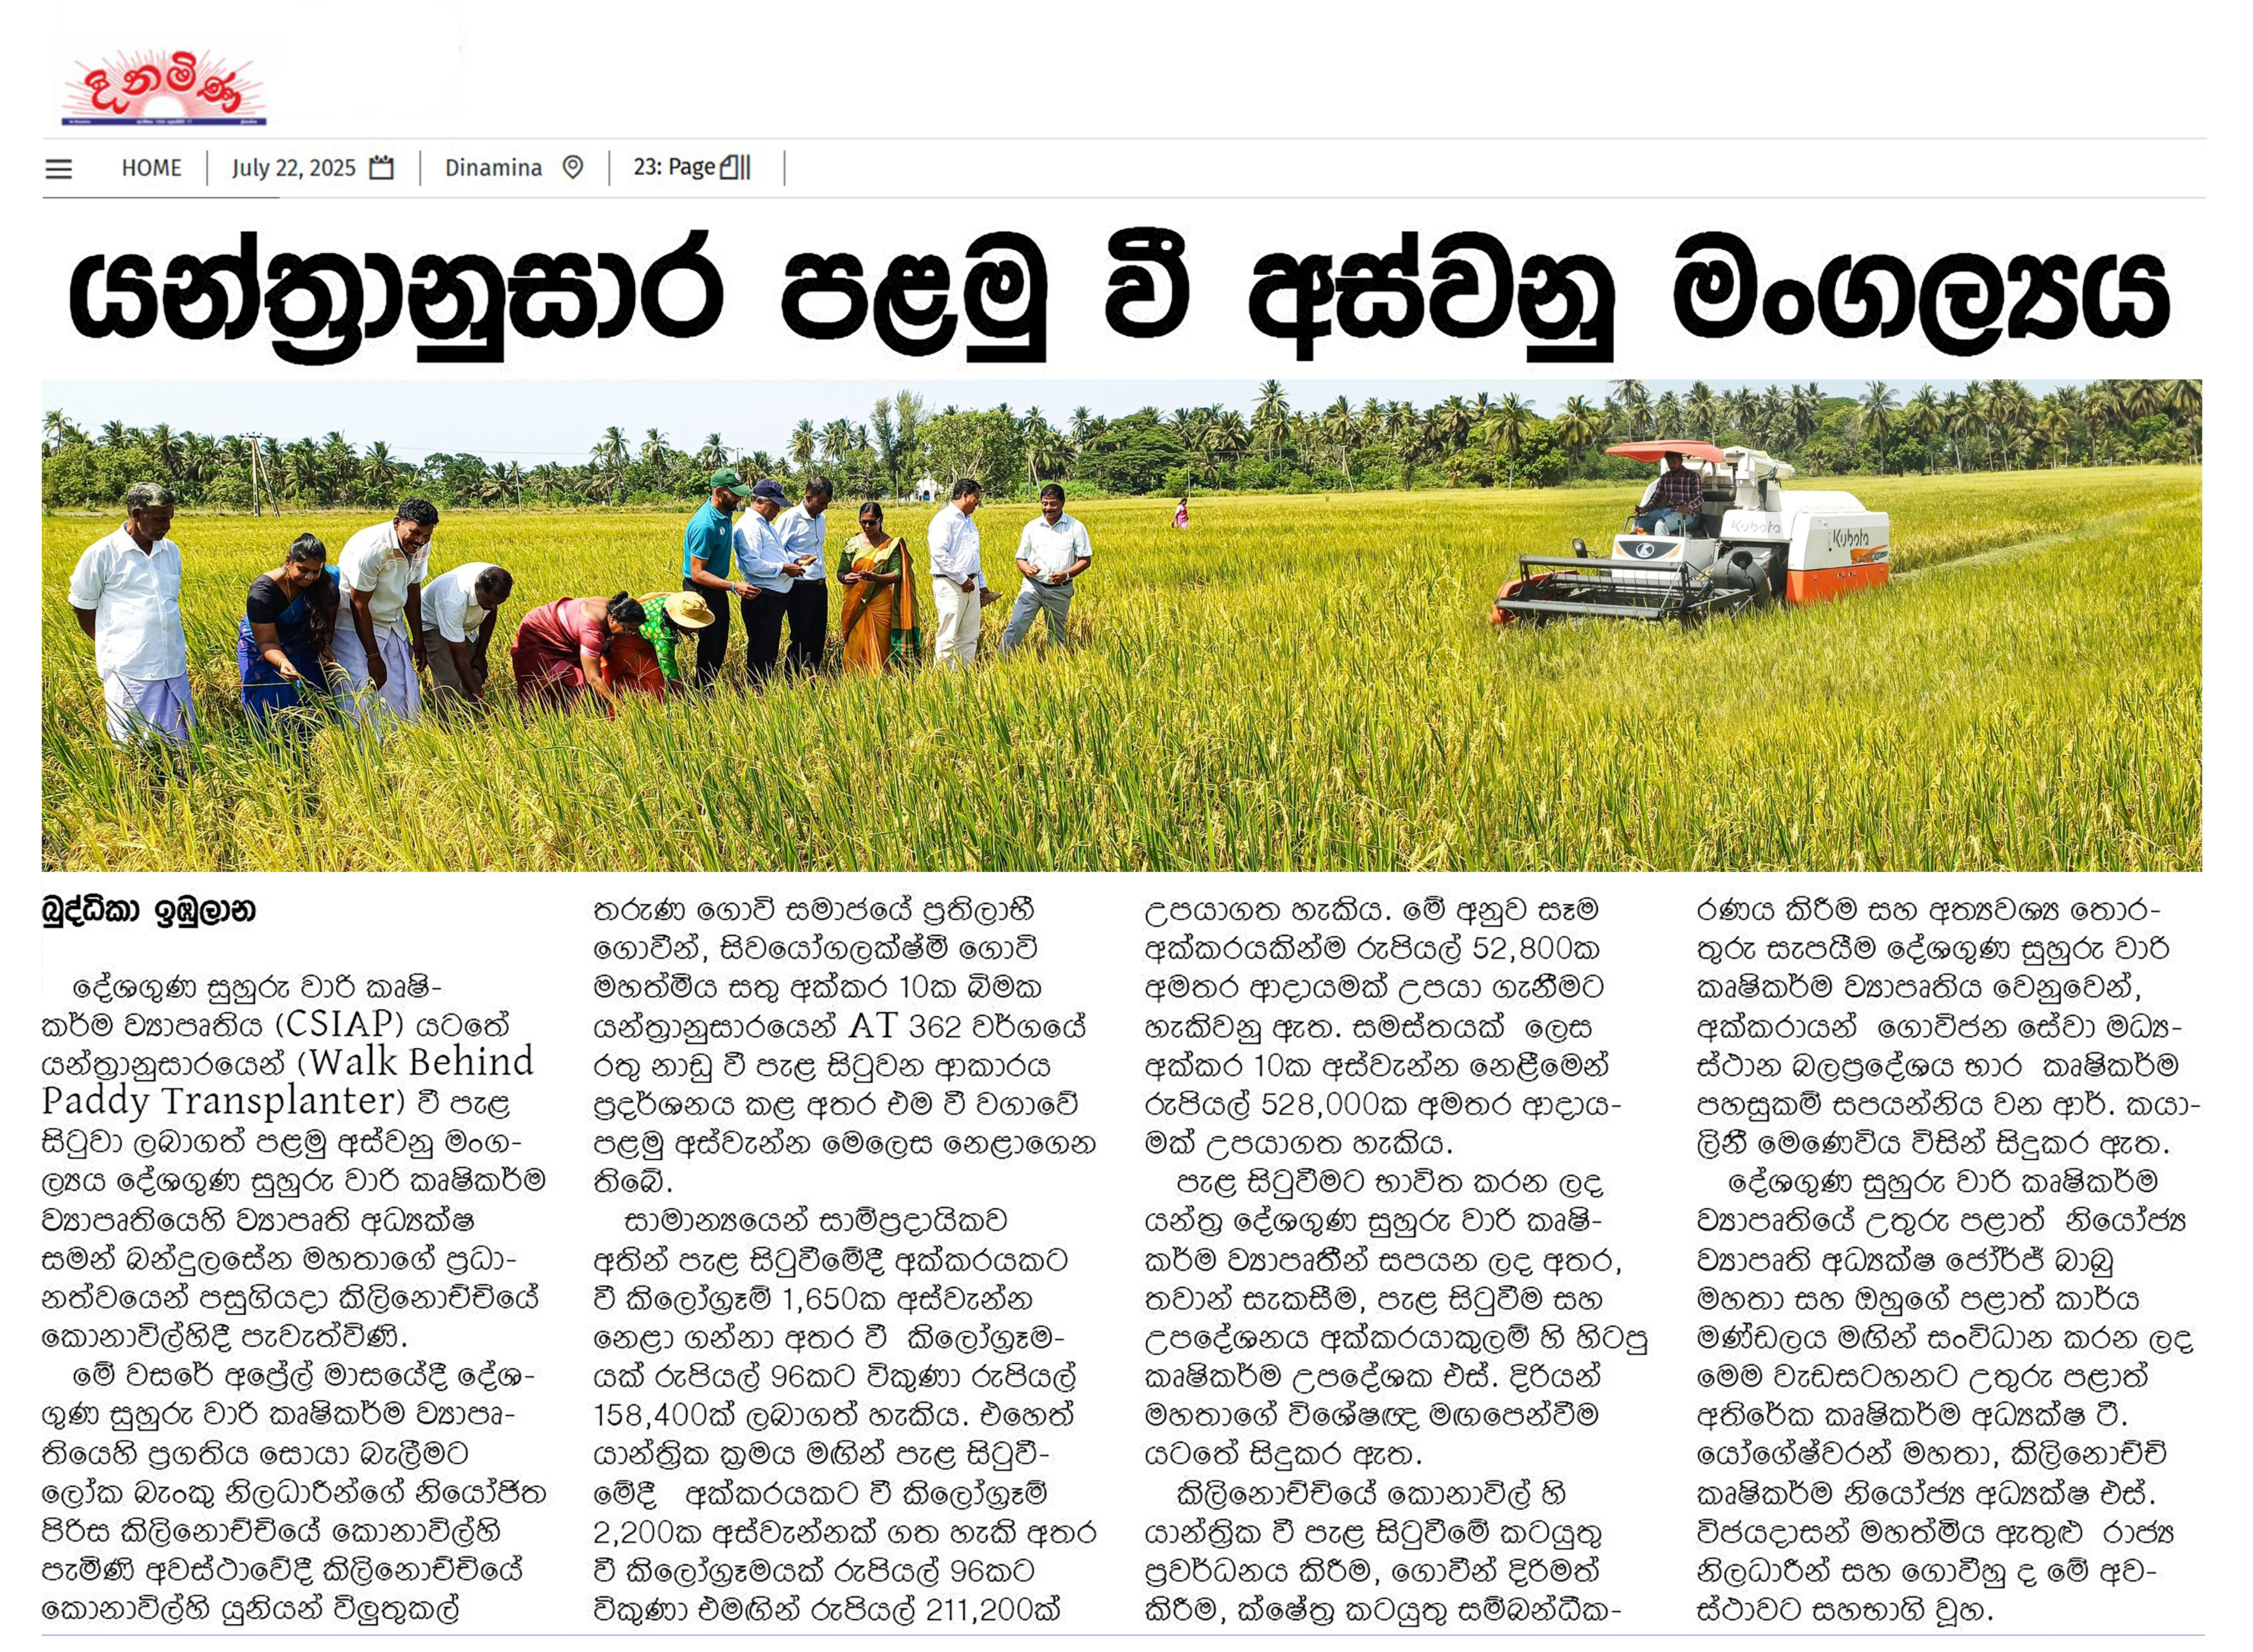 දිනමිණ
HOME
July 22, 2025
Dinamina
23: Page
යන්ත්‍රානුසාර පළමු වී අස්වනු මංගල්‍යය
Kubota
Kubota
බුද්ධිකා ඉඹුලාන
දේශගුණ සුහුරු වාරි කෘෂි-
කර්ම ව්‍යාපෘතිය (CSIAP) යටතේ
යන්ත්‍රානුසාරයෙන් (Walk Behind
Paddy Transplanter) වී පැළ
සිටුවා ලබාගත් පළමු අස්වනු මංග-
ල්‍යය දේශගුණ සුහුරු වාරි කෘෂිකර්ම
ව්‍යාපෘතියෙහි ව්‍යාපෘති අධ්‍යක්ෂ
සමන් බන්දුලසේන මහතාගේ ප්‍රධා-
නත්වයෙන් පසුගියදා කිලිනොච්චියේ
කොනාවිල්හිදී පැවැත්විණි.
මේ වසරේ අප්‍රේල් මාසයේදී දේශ-
ගුණ සුහුරු වාරි කෘෂිකර්ම ව්‍යාපෘ-
තියෙහි ප්‍රගතිය සොයා බැලීමට
ලෝක බැංකු නිලධාරීන්ගේ නියෝජිත
පිරිස කිලිනොච්චියේ කොනාවිල්හි
පැමිණි අවස්ථාවේදී කිලිනොච්චියේ
කොනාවිල්හි යුනියන් විලුතුකල්
තරුණ ගොවි සමාජයේ ප්‍රතිලාභී
ගොවීන්, සිවයෝගලක්ෂ්මි ගොවි
මහත්මිය සතු අක්කර 10ක බිමක
යන්ත්‍රානුසාරයෙන් AT 362 වර්ගයේ
රතු නාඩු වී පැළ සිටුවන ආකාරය
ප්‍රදර්ශනය කළ අතර එම වී වගාවේ
පළමු අස්වැන්න මෙලෙස නෙළාගෙන
තිබේ.
සාමාන්‍යයෙන් සාම්ප්‍රදායිකව
අතින් පැළ සිටුවීමේදී අක්කරයකට
වී කිලෝග්‍රෑම් 1,650ක අස්වැන්න
නෙළා ගන්නා අතර වී කිලෝග්‍රෑම-
යක් රුපියල් 96කට විකුණා රුපියල්
158,400ක් ලබාගත් හැකිය. එහෙත්
යාන්ත්‍රික ක්‍රමය මඟින් පැළ සිටුවී-
මේදී අක්කරයකට වී කිලෝග්‍රෑම්
2,200ක අස්වැන්නක් ගත හැකි අතර
වී කිලෝග්‍රෑමයක් රුපියල් 96කට
විකුණා එමඟින් රුපියල් 211,200ක්
උපයාගත හැකිය. මේ අනුව සෑම
අක්කරයකින්ම රුපියල් 52,800ක
අමතර ආදායමක් උපයා ගැනීමට
හැකිවනු ඇත. සමස්තයක් ලෙස
අක්කර 10ක අස්වැන්න නෙළීමෙන්
රුපියල් 528,000ක අමතර ආදාය-
මක් උපයාගත හැකිය.
පැළ සිටුවීමට භාවිත කරන ලද
යන්ත්‍ර දේශගුණ සුහුරු වාරි කෘෂි-
කර්ම ව්‍යාපෘතීන් සපයන ලද අතර,
තවාන් සැකසීම, පැළ සිටුවීම සහ
උපදේශනය අක්කරයාකුලම් හි හිටපු
කෘෂිකර්ම උපදේශක එස්. දිරියන්
මහතාගේ විශේෂඥ මඟපෙන්වීම
යටතේ සිදුකර ඇත.
කිලිනොච්චියේ කොනාවිල් හි
යාන්ත්‍රික වී පැළ සිටුවීමේ කටයුතු
ප්‍රවර්ධනය කිරීම, ගොවීන් දිරිමත්
කිරීම, ක්ෂේත්‍ර කටයුතු සම්බන්ධීක-
රණය කිරීම සහ අත්‍යවශ්‍ය තොර-
තුරු සැපයීම දේශගුණ සුහුරු වාරි
කෘෂිකර්ම ව්‍යාපෘතිය වෙනුවෙන්,
අක්කරායන් ගොවිජන සේවා මධ්‍ය-
ස්ථාන බලප්‍රදේශය භාර කෘෂිකර්ම
පහසුකම් සපයන්නිය වන ආර්. කයා-
ලිනී මෙණෙවිය විසින් සිදුකර ඇත.
දේශගුණ සුහුරු වාරි කෘෂිකර්ම
ව්‍යාපෘතියේ උතුරු පළාත් නියෝජ්‍ය
ව්‍යාපෘති අධ්‍යක්ෂ ජෝර්ජ් බාබු
මහතා සහ ඔහුගේ පළාත් කාර්ය
මණ්ඩලය මඟින් සංවිධාන කරන ලද
මෙම වැඩසටහනට උතුරු පළාත්
අතිරේක කෘෂිකර්ම අධ්‍යක්ෂ ටී.
යෝගේෂ්වරන් මහතා, කිලිනොච්චි
කෘෂිකර්ම නියෝජ්‍ය අධ්‍යක්ෂ එස්.
විජයදාසන් මහත්මිය ඇතුළු රාජ්‍ය
නිලධාරීන් සහ ගොවීහු ද මේ අව-
ස්ථාවට සහභාගි වූහ.